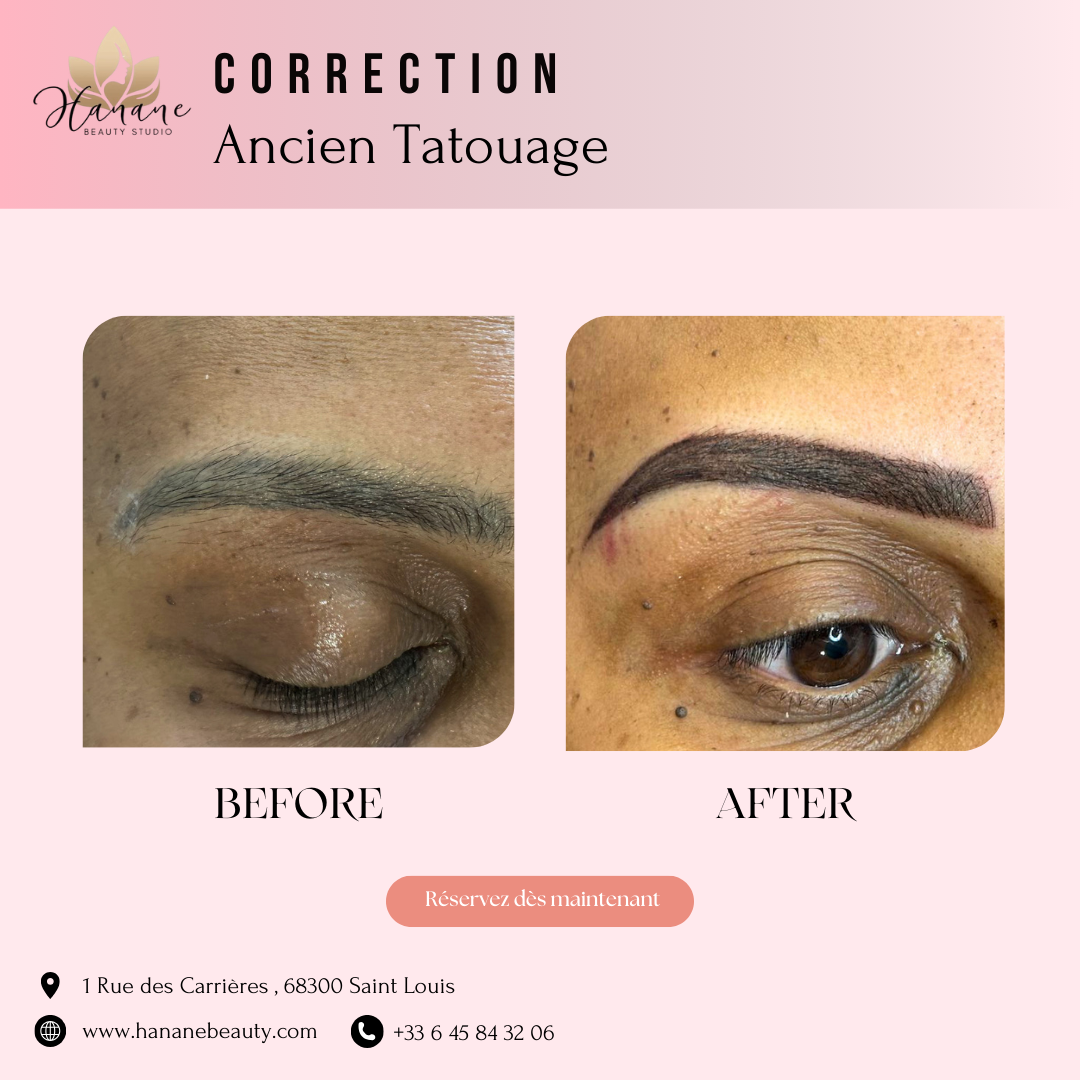 CORRECTION
Hanane
BEAUTY STUDIO
Ancien Tatouage
BEFORE
AFTER
Réservez dès maintenant
1 Rue des Carrières , 68300 Saint Louis
www.hananebeauty.com
+33 6 45 84 32 06